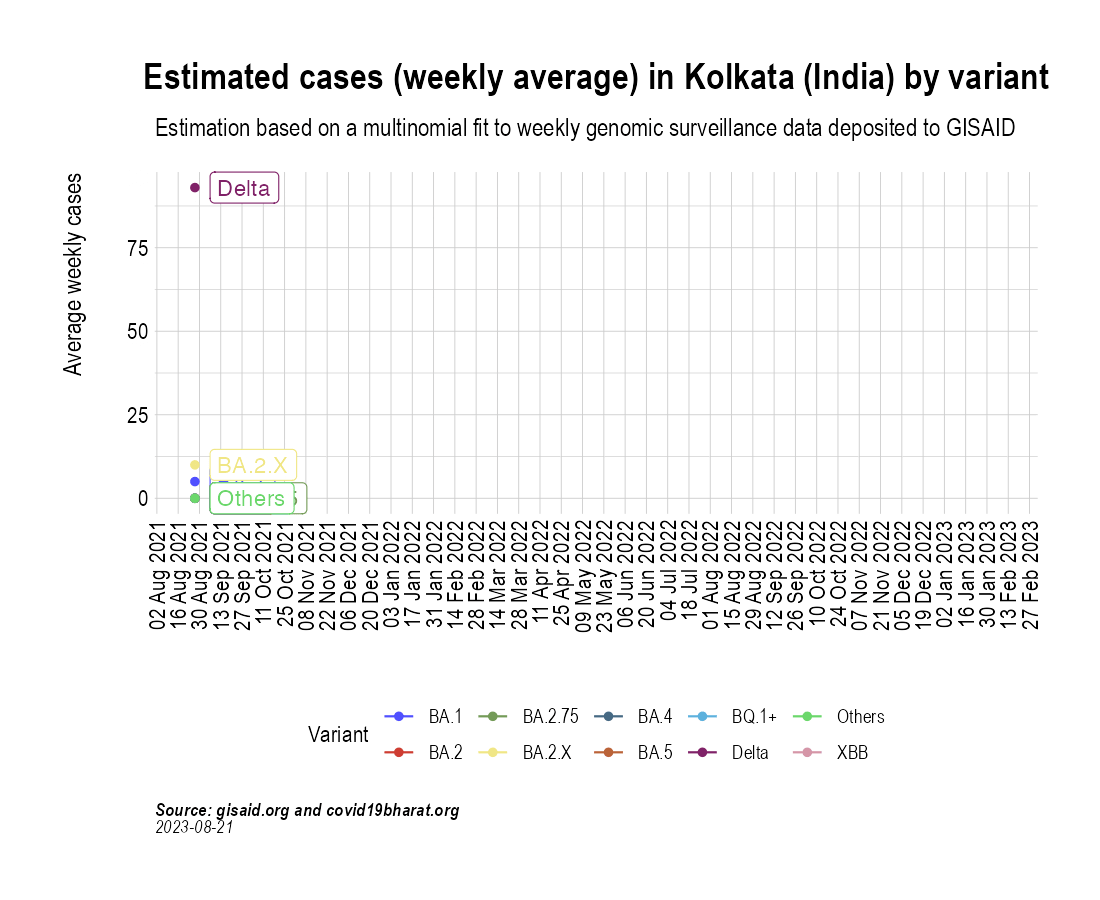 Estimated cases (weekly average) in Kolkata (India) by variant
Estimation based on a multinomial fit to weekly genomic surveillance data deposited to GISAID
Average weekly cases
75
50
25
0
Delta
BA.2.X
Others
02 Aug 2021
16 Aug 2021
30 Aug 2021
13 Sep 2021
27 Sep 2021
11 Oct 2021
25 Oct 2021
08 Nov 2021
22 Nov 2021
06 Dec 2021
20 Dec 2021
03 Jan 2022
17 Jan 2022
31 Jan 2022
14 Feb 2022
28 Feb 2022
14 Mar 2022
28 Mar 2022
11 Apr 2022
25 Apr 2022
09 May 2022
23 May 2022
06 Jun 2022
20 Jun 2022
04 Jul 2022
18 Jul 2022
01 Aug 2022
15 Aug 2022
29 Aug 2022
12 Sep 2022
26 Sep 2022
10 Oct 2022
24 Oct 2022
07 Nov 2022
21 Nov 2022
05 Dec 2022
19 Dec 2022
02 Jan 2023
16 Jan 2023
30 Jan 2023
13 Feb 2023
27 Feb 2023
Variant
BA.1 BA.2.75 BA.4 BQ.1+ Others
BA.2 BA.2.X BA.5 Delta XBB
Source: gisaid.org and covid19bharat.org
2023-08-21